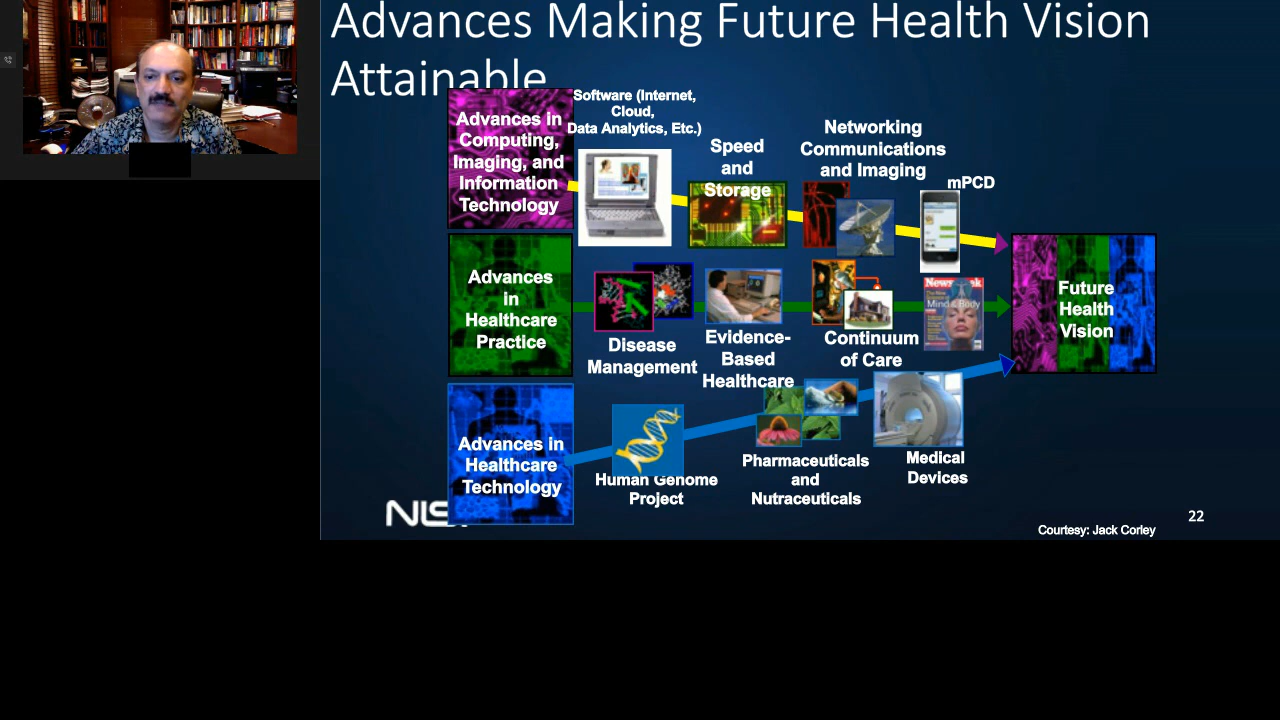 Advances Making Future Health Vision
Attainable
Software (Internet,
Cloud,
Data Analytics, Etc.)
Advances in
Computing,
Imaging, and
Information
Technology
Speed
and
Storage
Networking
Communications
and Imaging
mPCD
Advances
in
Healthcare
Practice
Disease
Management
Evidence-
Based
Healthcare
Continuum
of Care
Mind & Body
Future
Health
Vision
Advances in
Healthcare
Technology
Human Genome
Project
Pharmaceuticals
and
Nutraceuticals
Medical
Devices
22
Courtesy: Jack Corley